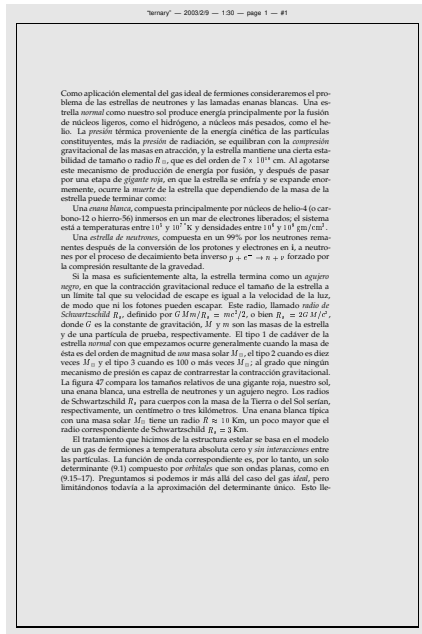 "ternary" — 2003/2/9 — 1:30 — page 1 — #1
Como aplicación elemental del gas ideal de fermiones consideraremos el pro-
blema de las estrellas de neutrones y las lamadas enanas blancas. Una es-
trella normal como nuestro sol produce energía principalmente por la fusión
de núcleos ligeros, como el hidrógeno, a núcleos más pesados, como el he-
lio. La presión térmica proveniente de la energía cinética de las partículas
constituyentes, más la presión de radiación, se equilibran con la compresión
gravitacional de las masas en atracción, y la estrella mantiene una cierta esta-
bilidad de tamaño o radio R□, que es del orden de 7 × 10¹⁰ cm. Al agotarse
este mecanismo de producción de energía por fusión, y después de pasar
por una etapa de gigante roja, en que la estrella se enfría y se expande enor-
memente, ocurre la muerte de la estrella que dependiendo de la masa de la
estrella puede terminar como:
Una enana blanca, compuesta principalmente por núcleos de helio-4 (o car-
bono-12 o hierro-56) inmersos en un mar de electrones liberados; el sistema
está a temperaturas entre 10⁵ y 10⁷ °K y densidades entre 10⁶ y 10⁸ gm/cm³.
Una estrella de neutrones, compuesta en un 99% por los neutrones rema-
nentes después de la conversión de los protones y electrones en i, a neutro-
nes por el proceso de decaimiento beta inverso p + e⁻ → n + ν forzado por
la compresión resultante de la gravedad.
Si la masa es suficientemente alta, la estrella termina como un agujero
negro, en que la contracción gravitacional reduce el tamaño de la estrella a
un límite tal que su velocidad de escape es igual a la velocidad de la luz,
de modo que ni los fotones pueden escapar. Este radio, llamado radio de
Schwartzschild Rₛ, definido por GMm/Rₛ = mc²/2, o bien Rₛ = 2GM/c²,
donde G es la constante de gravitación, M y m son las masas de la estrella
y de una partícula de prueba, respectivamente. El tipo 1 de cadáver de la
estrella normal con que empezamos ocurre generalmente cuando la masa de
ésta es del orden de magnitud de una masa solar M□, el tipo 2 cuando es diez
veces M□ y el tipo 3 cuando es 100 o más veces M□; al grado que ningún
mecanismo de presión es capaz de contrarrestar la contracción gravitacional.
La figura 47 compara los tamaños relativos de una gigante roja, nuestro sol,
una enana blanca, una estrella de neutrones y un agujero negro. Los radios
de Schwartzschild Rₛ para cuerpos con la masa de la Tierra o del Sol serían,
respectivamente, un centímetro o tres kilómetros. Una enana blanca típica
con una masa solar M□ tiene un radio R ≈ 10 Km, un poco mayor que el
radio correspondiente de Schwartzschild Rₛ = 3 Km.
El tratamiento que hicimos de la estructura estelar se basa en el modelo
de un gas de fermiones a temperatura absoluta cero y sin interacciones entre
las partículas. La función de onda correspondiente es, por lo tanto, un solo
determinante (9.1) compuesto por orbitales que son ondas planas, como en
(9.15–17). Preguntamos si podemos ir más allá del caso del gas ideal, pero
limitándonos todavía a la aproximación del determinante único. Esto lle-